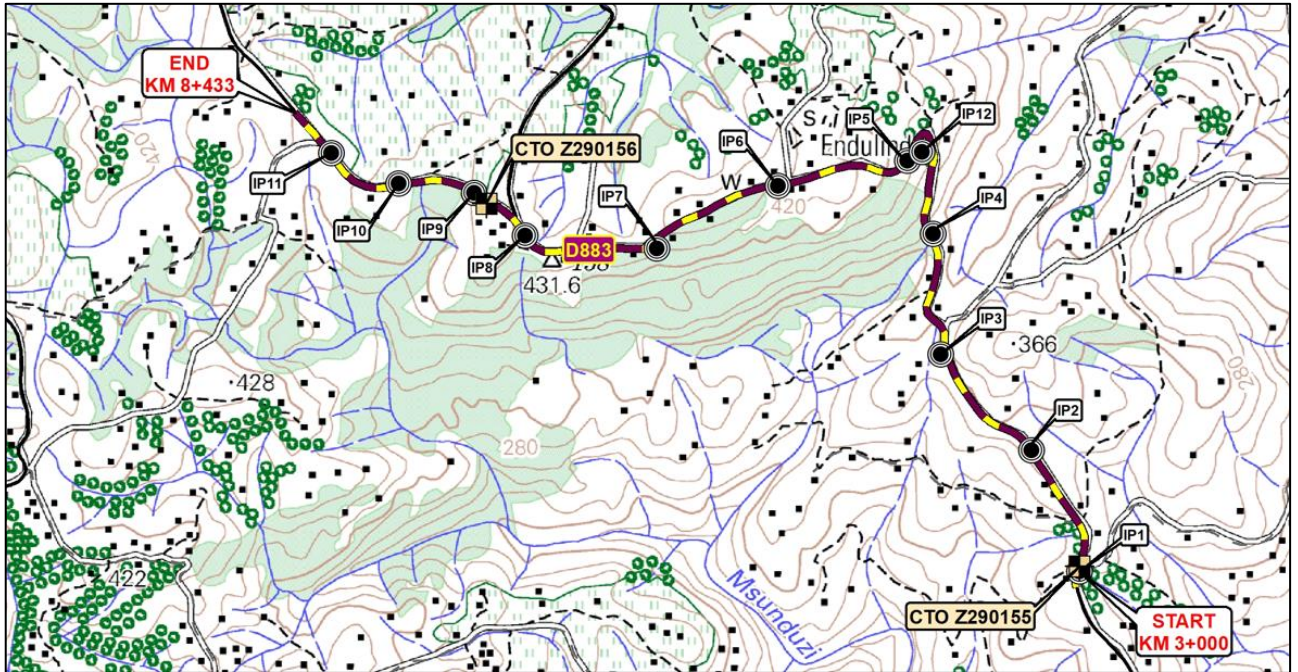 END
KM 8+433
420
CTO Z290156
IP5
IP12
S
Endulinde
IP6
IP11
W
420
IP7
IP10
IP9
IP4
IP8
D883
431.6
IP3
366
428
280
280
IP2
IP1
422
Msunduzi
CTO Z290155
START
KM 3+000